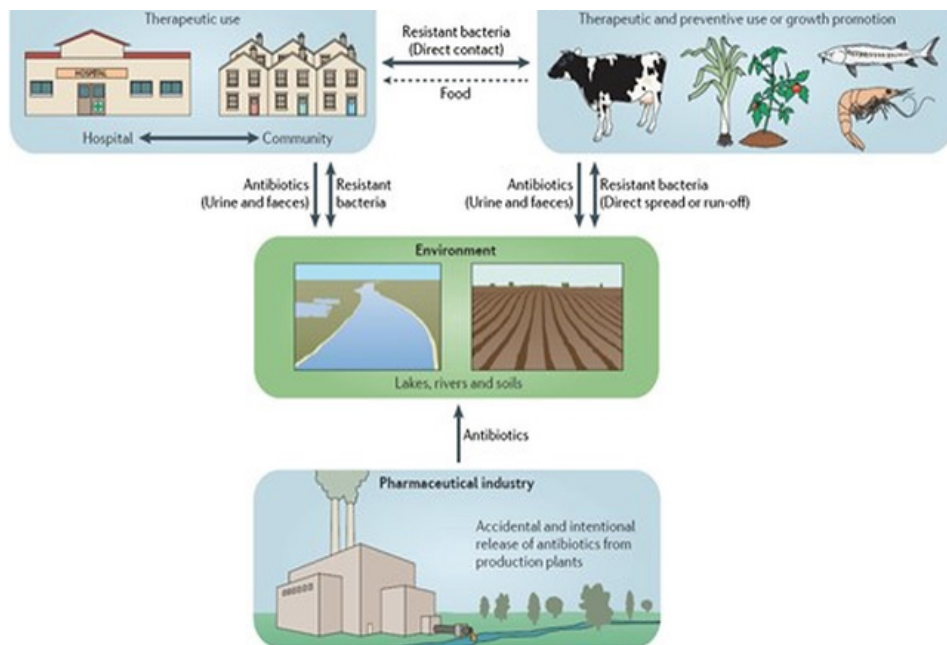 Therapeutic use
HOSPITAL
Hospital
Community
Resistant bacteria
(Direct contact)
Food
Therapeutic and preventive use or growth promotion
Antibiotics
(Urine and faeces)
Resistant
bacteria
Antibiotics
(Urine and faeces)
Resistant bacteria
(Direct spread or run-off)
Environment
Lakes, rivers and soils
Antibiotics
Pharmaceutical industry
Accidental and intentional
release of antibiotics from
production plants